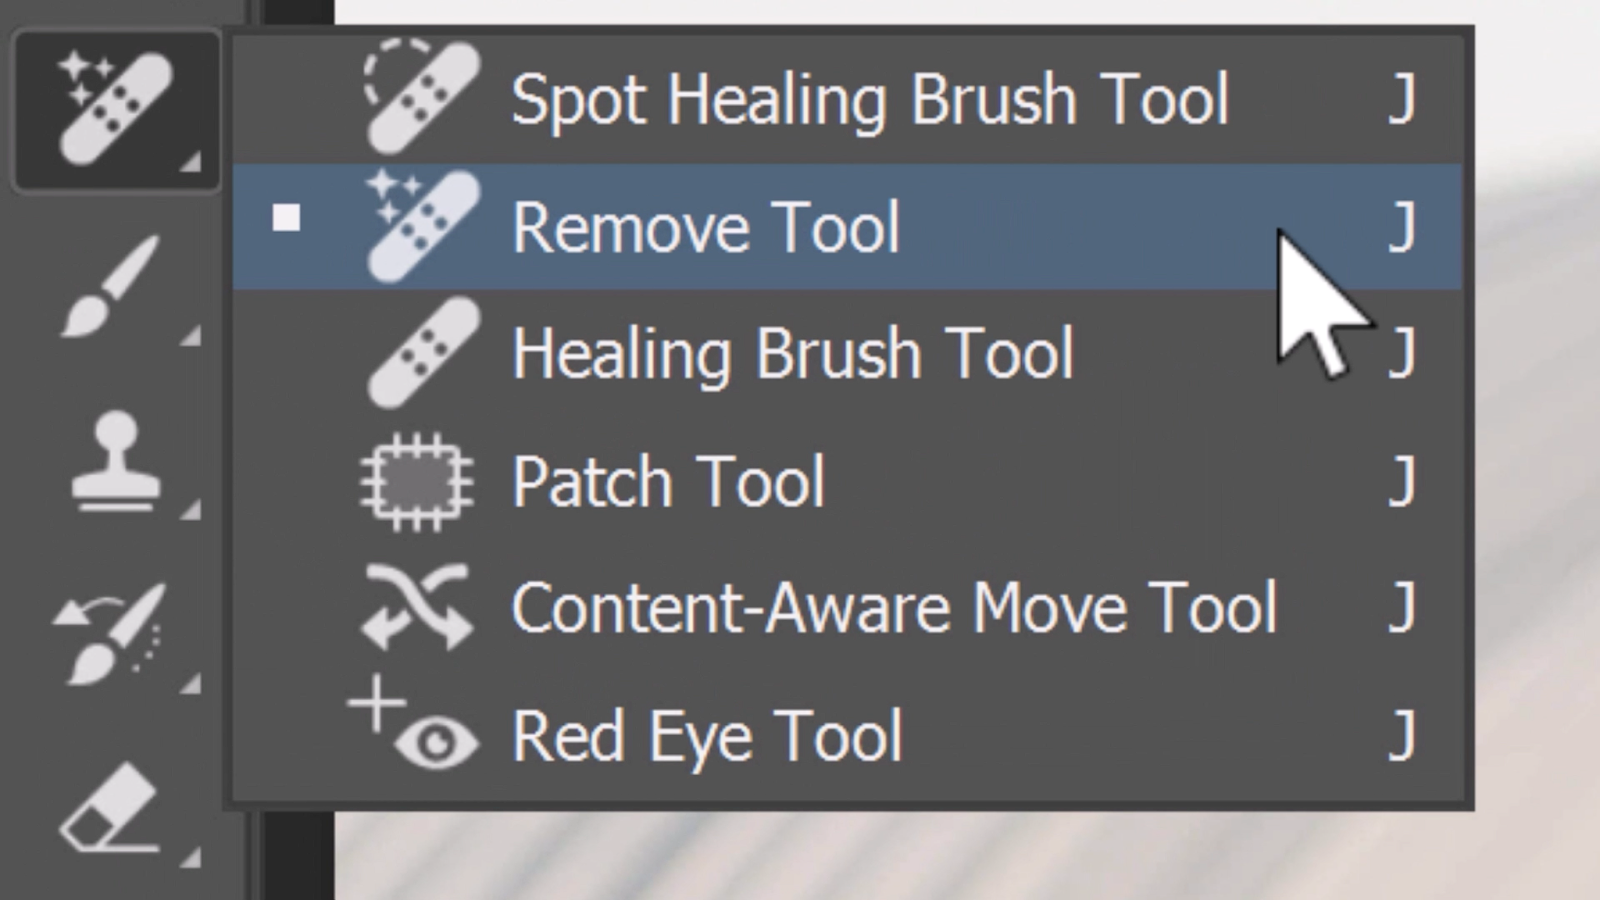 Spot Healing Brush Tool J
Remove Tool J
Healing Brush Tool J
Patch Tool J
Content-Aware Move Tool J
Red Eye Tool J